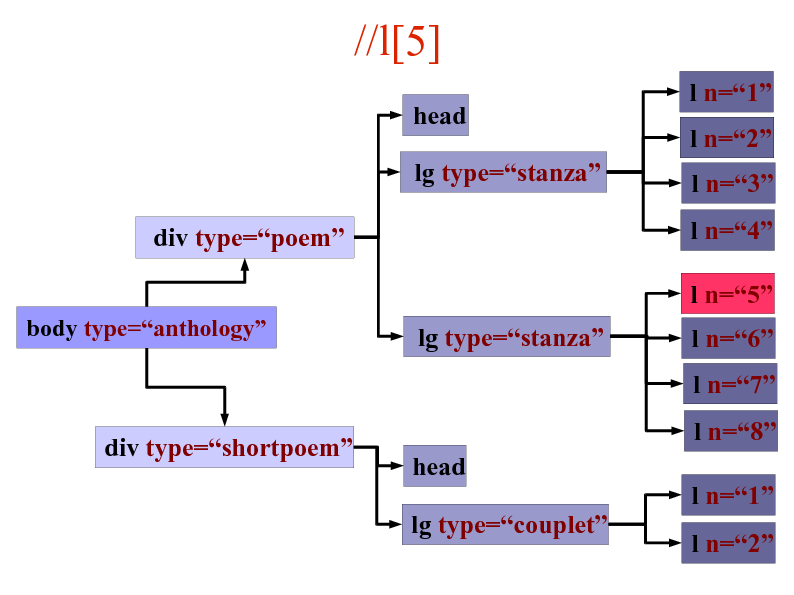 //l[5]
head
lg type=“stanza”
l n=“1”
l n=“2”
l n=“3”
l n=“4”
div type=“poem”
body type=“anthology”
lg type=“stanza”
l n=“5”
l n=“6”
l n=“7”
l n=“8”
div type=“shortpoem”
head
lg type=“couplet”
l n=“1”
l n=“2”